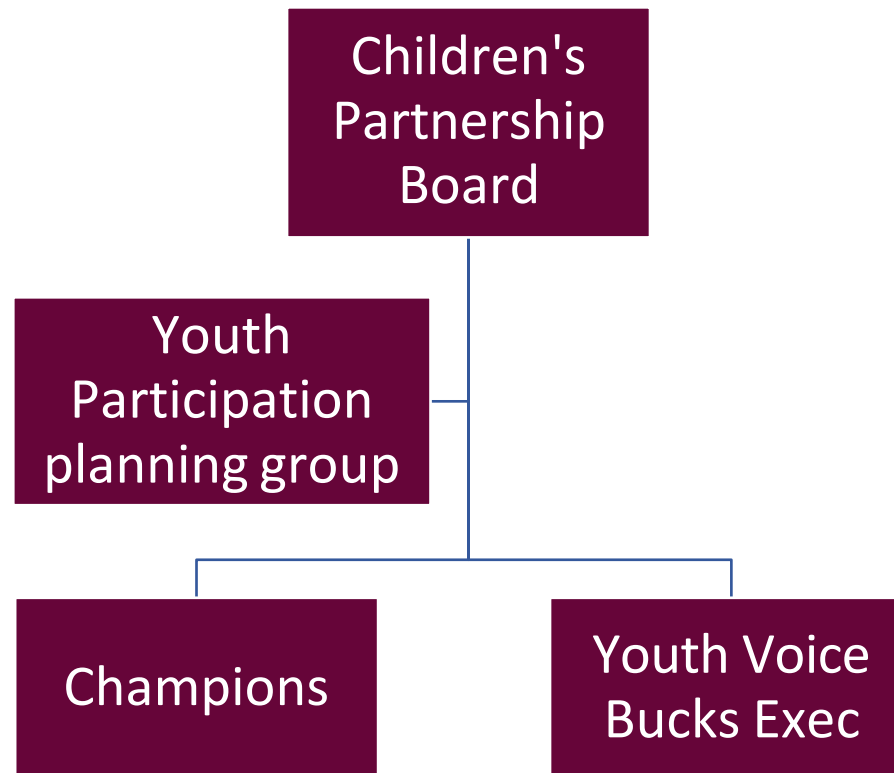 Children's
Partnership
Board
Youth
Participation
planning group
Champions
Youth Voice
Bucks Exec